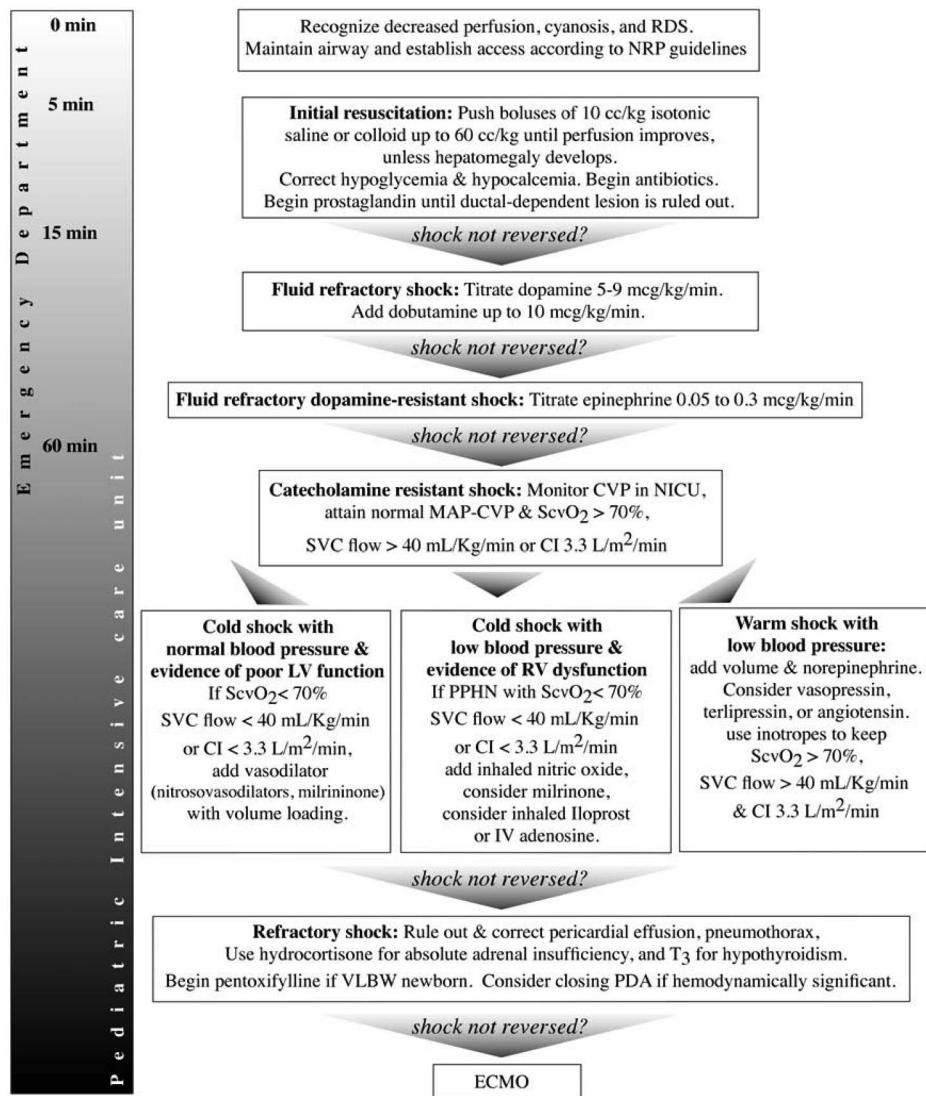 0 min
5 min
15 min
60 min
Emergency Department
Pediatric Intensive care unit
Recognize decreased perfusion, cyanosis, and RDS.
Maintain airway and establish access according to NRP guidelines
Initial resuscitation: Push boluses of 10 cc/kg isotonic
saline or colloid up to 60 cc/kg until perfusion improves,
unless hepatomegaly develops.
Correct hypoglycemia & hypocalcemia. Begin antibiotics.
Begin prostaglandin until ductal-dependent lesion is ruled out.
shock not reversed?
Fluid refractory shock: Titrate dopamine 5-9 mcg/kg/min.
Add dobutamine up to 10 mcg/kg/min.
shock not reversed?
Fluid refractory dopamine-resistant shock: Titrate epinephrine 0.05 to 0.3 mcg/kg/min
shock not reversed?
Catecholamine resistant shock: Monitor CVP in NICU,
attain normal MAP-CVP & ScvO2 > 70%,
SVC flow > 40 mL/Kg/min or CI 3.3 L/m2/min
Cold shock with
normal blood pressure &
evidence of poor LV function
If ScvO2 < 70%
SVC flow < 40 mL/Kg/min
or CI < 3.3 L/m2/min,
add vasodilator
(nitrosovasodilators, milrininone)
with volume loading.
Cold shock with
low blood pressure &
evidence of RV dysfunction
If PPHN with ScvO2 < 70%
SVC flow < 40 mL/Kg/min
or CI < 3.3 L/m2/min
add inhaled nitric oxide,
consider milrinone,
consider inhaled Iloprost
or IV adenosine.
Warm shock with
low blood pressure:
add volume & norepinephrine.
Consider vasopressin,
terlipressin, or angiotensin.
use inotropes to keep
ScvO2 > 70%,
SVC flow > 40 mL/Kg/min
& CI 3.3 L/m2/min
shock not reversed?
Refractory shock: Rule out & correct pericardial effusion, pneumothorax,
Use hydrocortisone for absolute adrenal insufficiency, and T3 for hypothyroidism.
Begin pentoxifylline if VLBW newborn. Consider closing PDA if hemodynamically significant.
shock not reversed?
ECMO